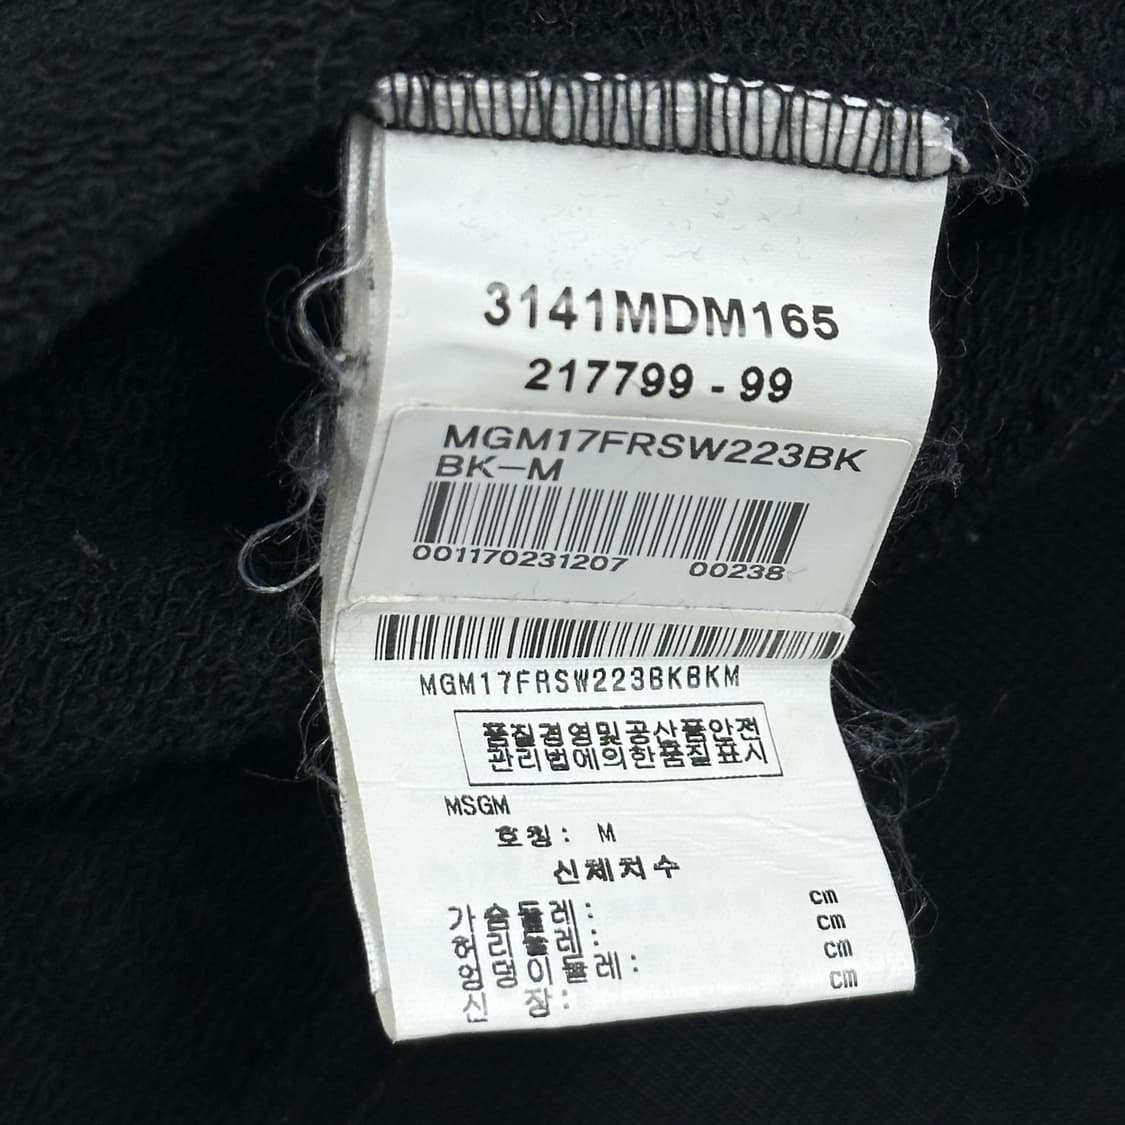 3141MDM165
217799 - 99
MGM17FRSW223BK
BK-M
001170231207 00238
MGM17FRSW223BKBKM
품질경영및공산품안전
관리법에의한품질표시
MSGM
호칭: M
신체치수
가슴둘레: cm
허리둘레: cm
엉덩이둘레: cm
신 장: cm